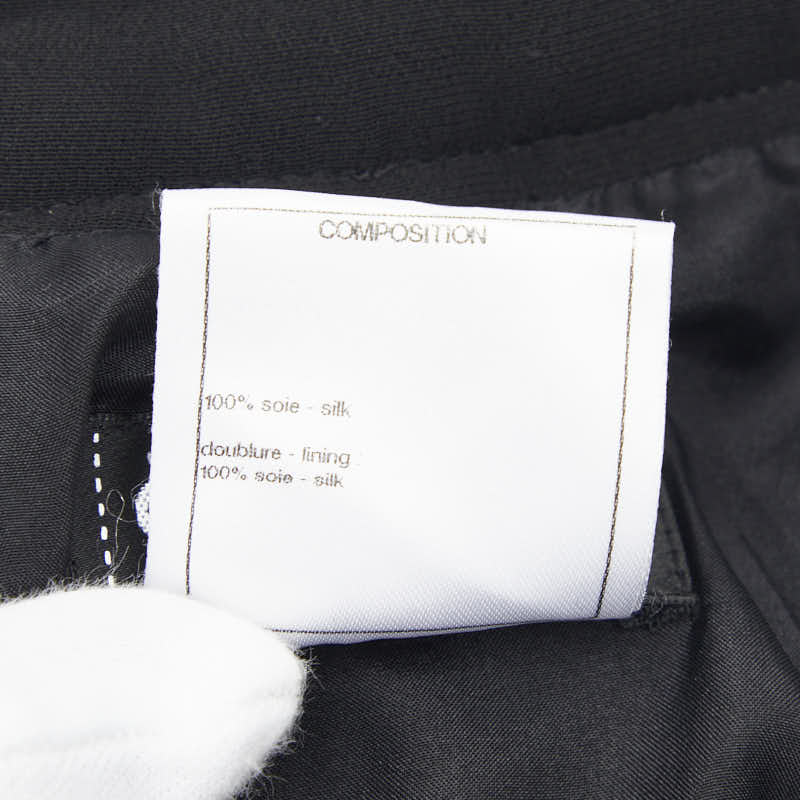 COMPOSITION
100% soie - silk
doublure - lining :
100% soie - silk